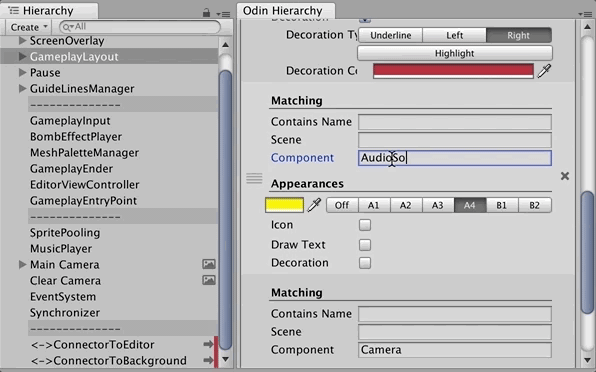 Hierarchy
Create
All
ScreenOverlay
GameplayLayout
Pause
GuideLinesManager
--------------
GameplayInput
BombEffectPlayer
MeshPaletteManager
GameplayEnder
EditorViewController
GameplayEntryPoint
--------------
SpritePooling
MusicPlayer
Main Camera
Clear Camera
EventSystem
Synchronizer
--------------
<->ConnectorToEditor
<->ConnectorToBackground
Odin Hierarchy
Decoration
Decoration Ty Underline Left Right
Highlight
Decoration Co
Matching
Contains Name
Scene
Component AudioSo
Appearances
Off A1 A2 A3 A4 B1 B2
Icon
Draw Text
Decoration
Matching
Contains Name
Scene
Component Camera